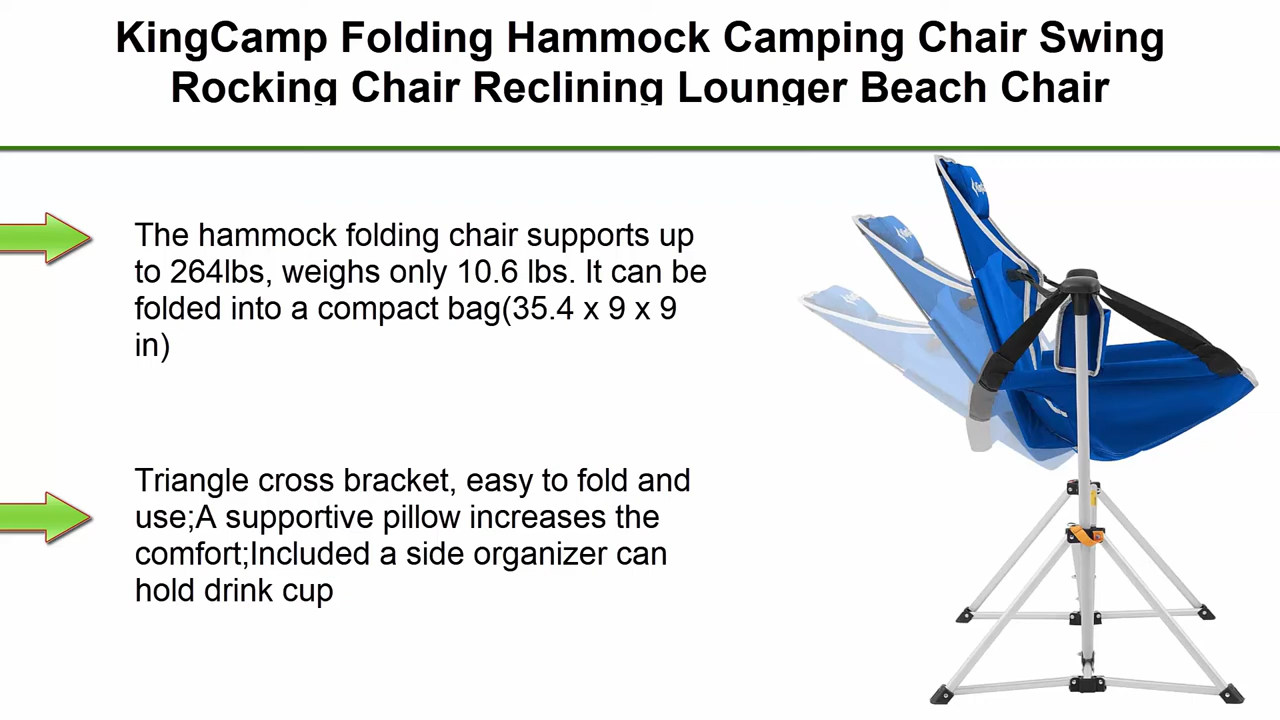 KingCamp Folding Hammock Camping Chair Swing
Rocking Chair Reclining Lounger Beach Chair
The hammock folding chair supports up
to 264lbs, weighs only 10.6 lbs. It can be
folded into a compact bag(35.4 x 9 x 9
in)
Triangle cross bracket, easy to fold and
use;A supportive pillow increases the
comfort;Included a side organizer can
hold drink cup